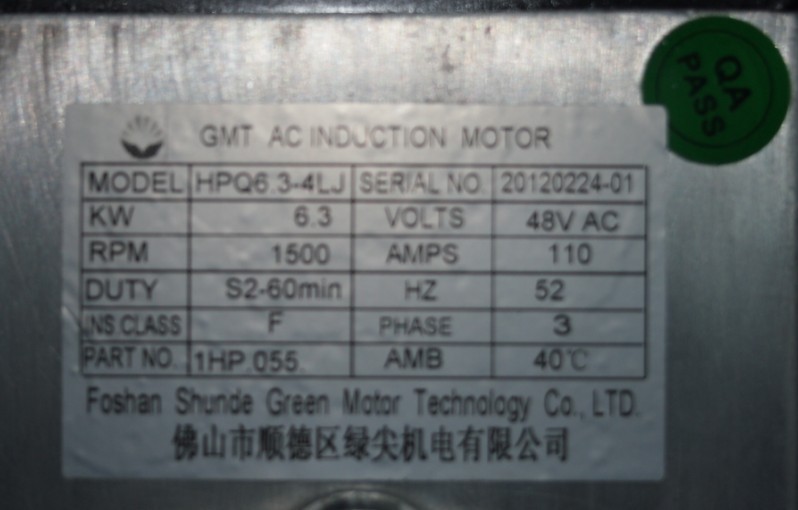 QA
PASS
GMT AC INDUCTION MOTOR
MODEL HPQ6.3-4LJ SERIAL NO 20120224-01
KW 6.3 VOLTS 48V AC
RPM 1500 AMPS 110
DUTY S2-60min HZ 52
INS.CLASS F PHASE 3
PART NO. 1HP.055. AMB 40℃
Foshan Shunde Green Motor Technology Co., LTD.
佛山市顺德区绿尖机电有限公司